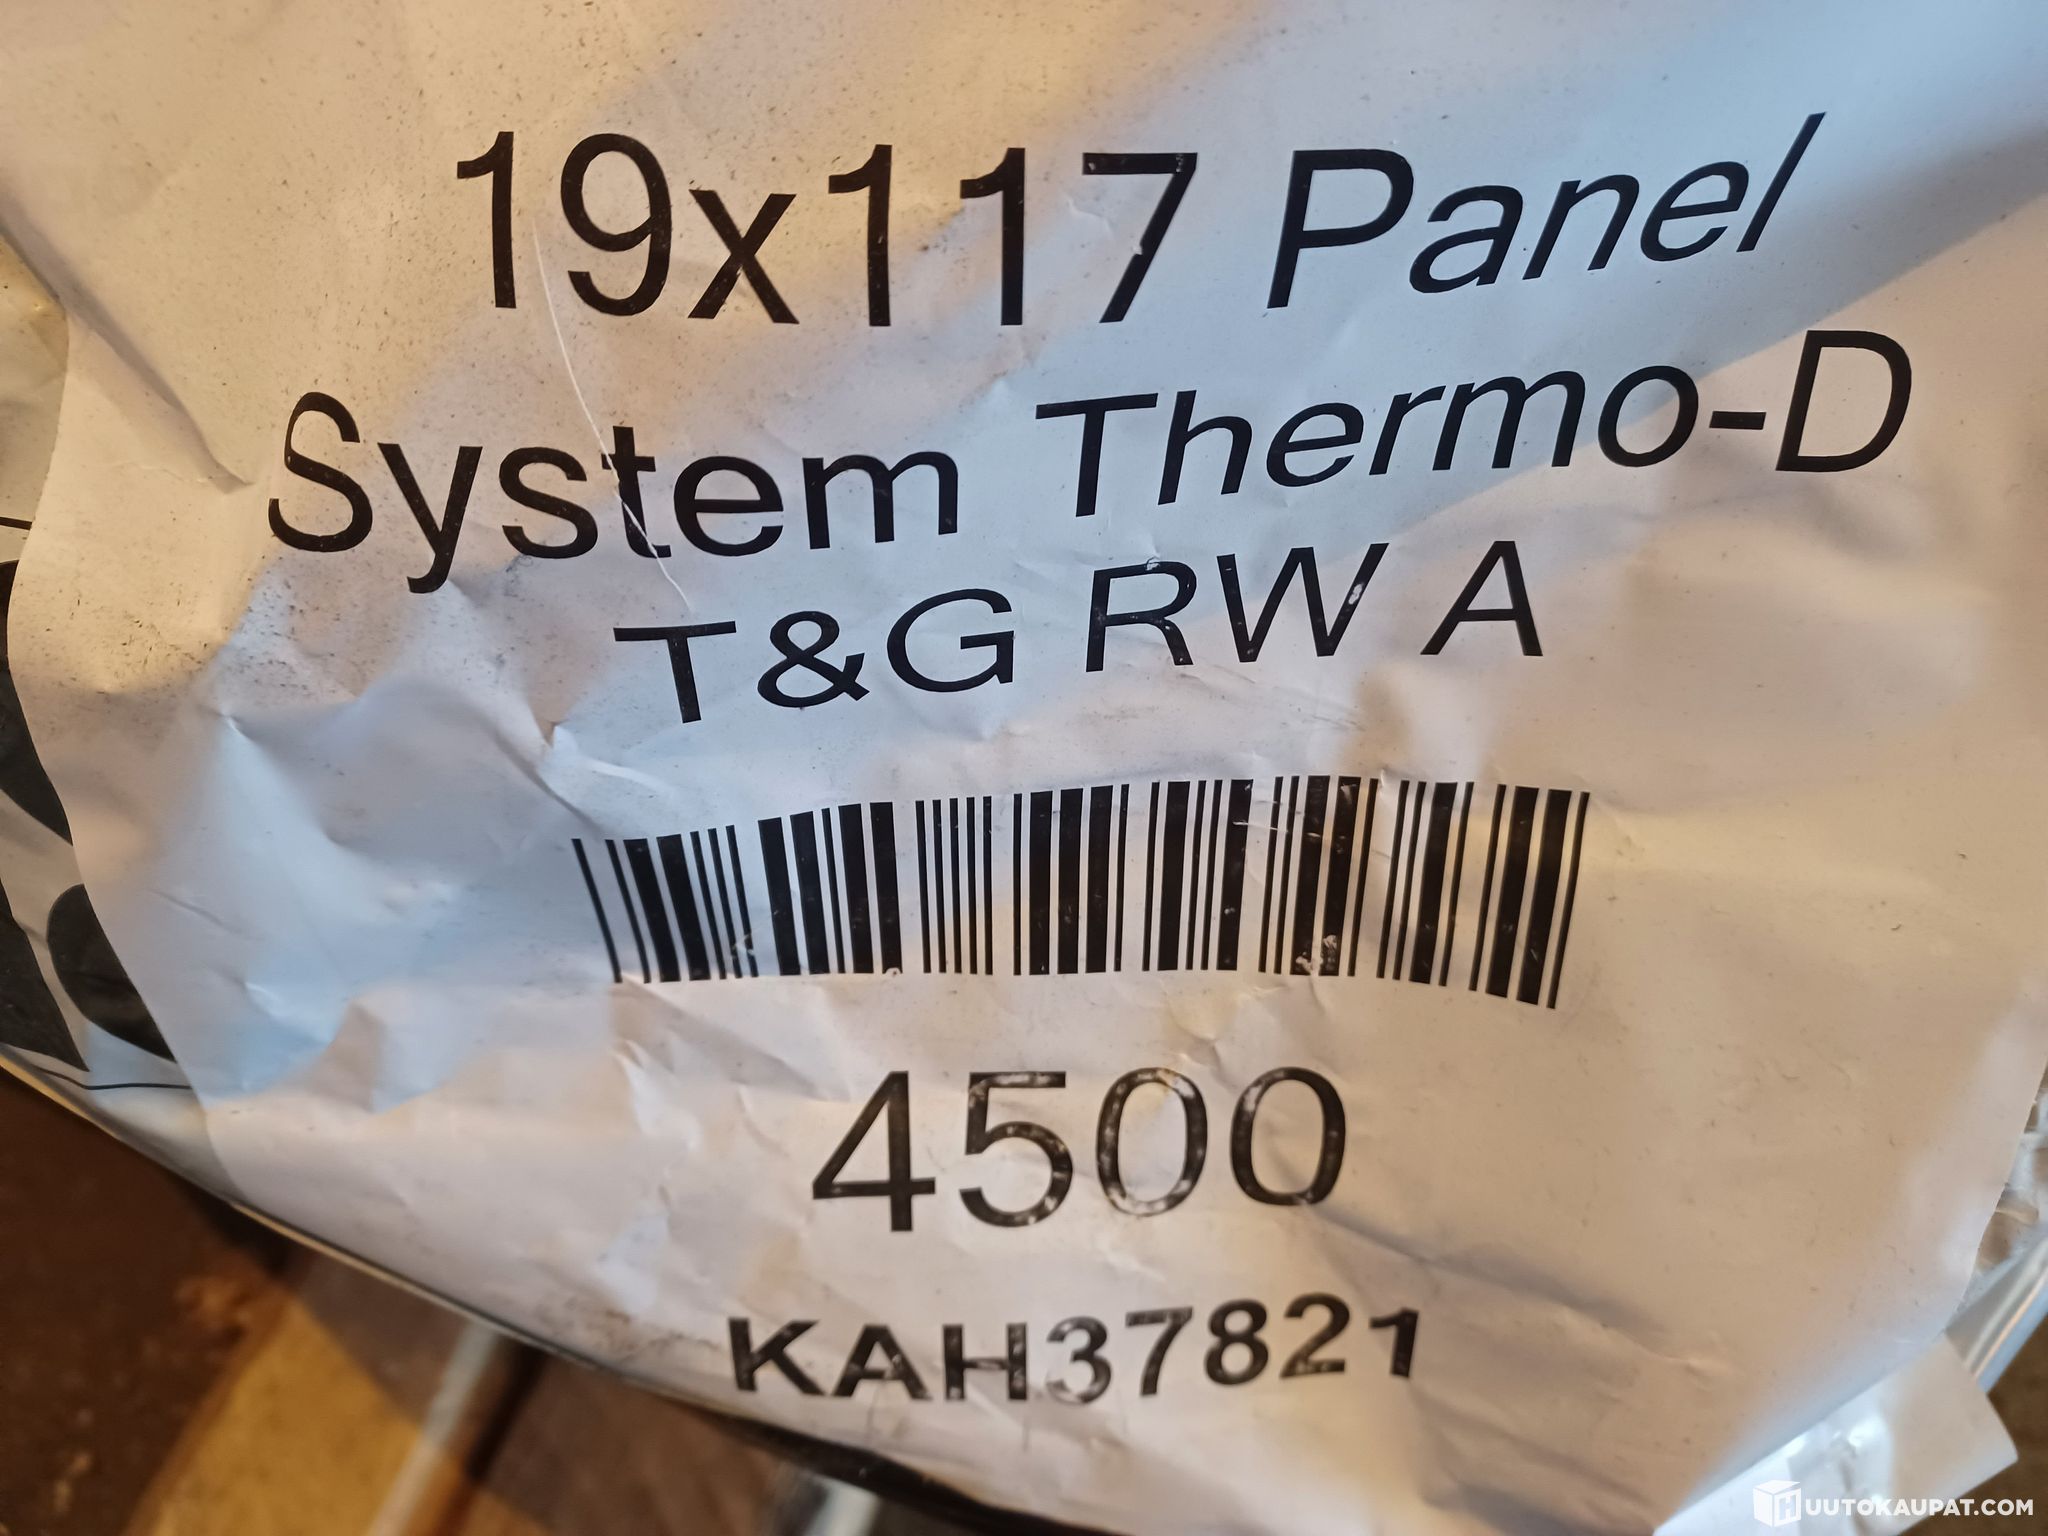 19x117 Panel
System Thermo-D
T&G RW A
4500
KAH37821
HUUTOKAUPAT.COM